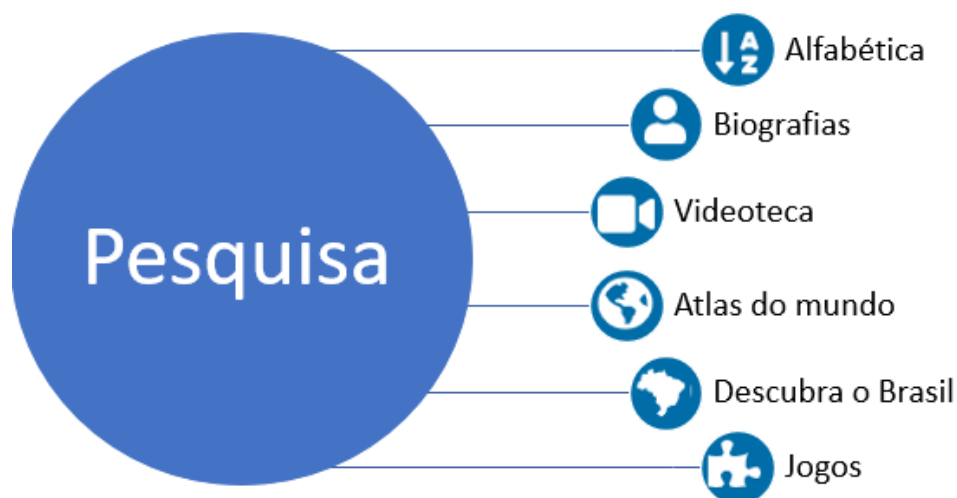 Pesquisa
Alfabética
Biografias
Videoteca
Atlas do mundo
Descubra o Brasil
Jogos